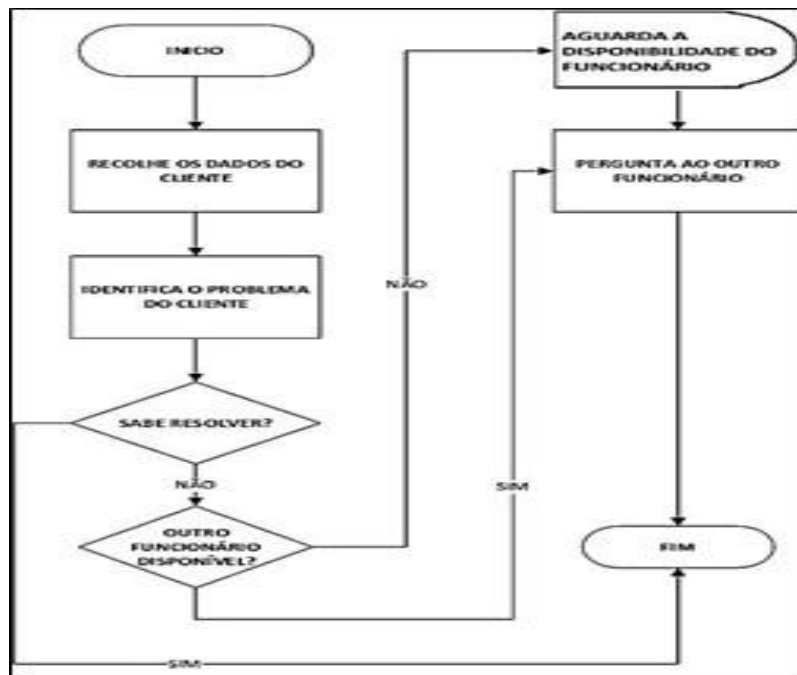 INICIO
RECOLHE OS DADOS DO
CLIENTE
IDENTIFICA O PROBLEMA
DO CLIENTE
SABE RESOLVER?
NÃO
OUTRO
FUNCIONÁRIO
DISPONÍVEL?
NÃO
SIM
SIM
AGUARDA A
DISPONIBILIDADE DO
FUNCIONÁRIO
PERGUNTA AO OUTRO
FUNCIONÁRIO
FIM